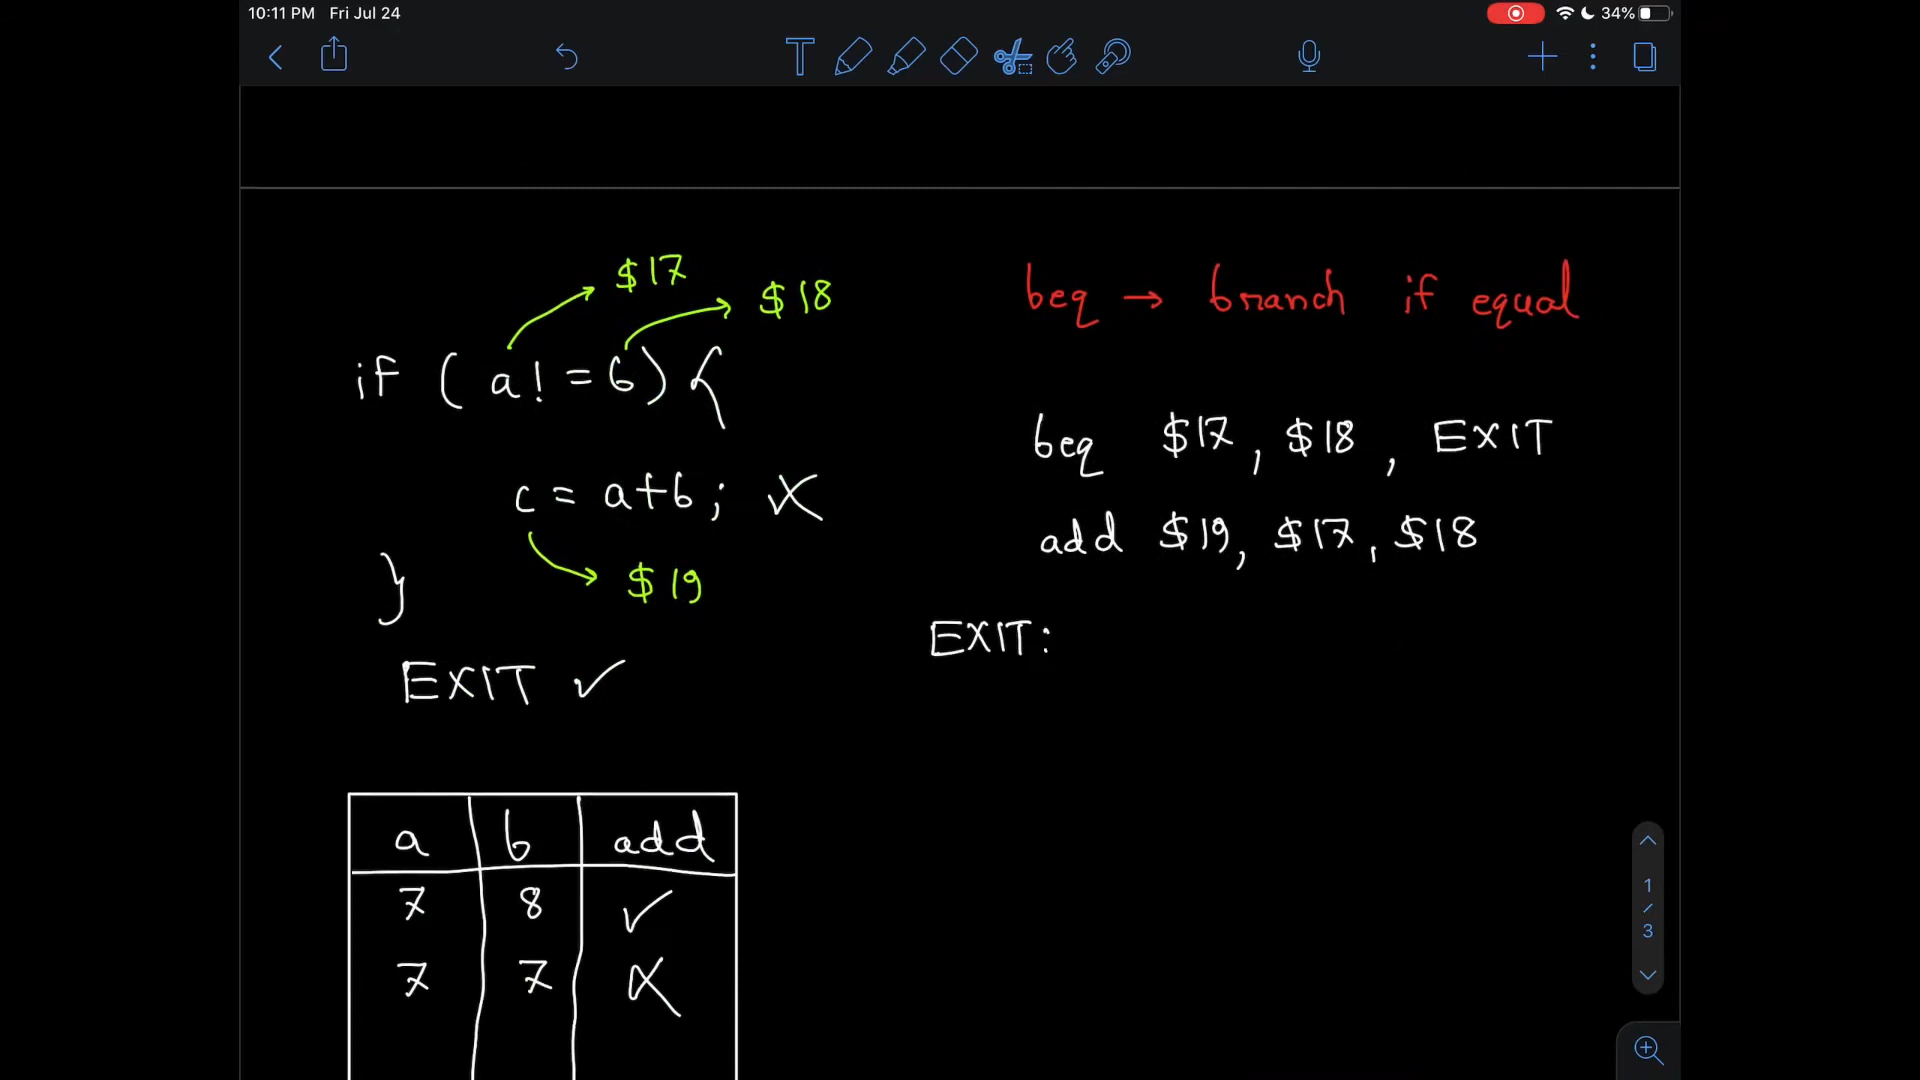 10:11 PM Fri Jul 24
34%
$17
$18
if (a!=b){
c = a+b; X
$19
}
EXIT ✓
beq → branch if equal
beq $17, $18, EXIT
add $19, $17, $18
EXIT:
a b add
7 8 ✓
7 7 X
1
/
3